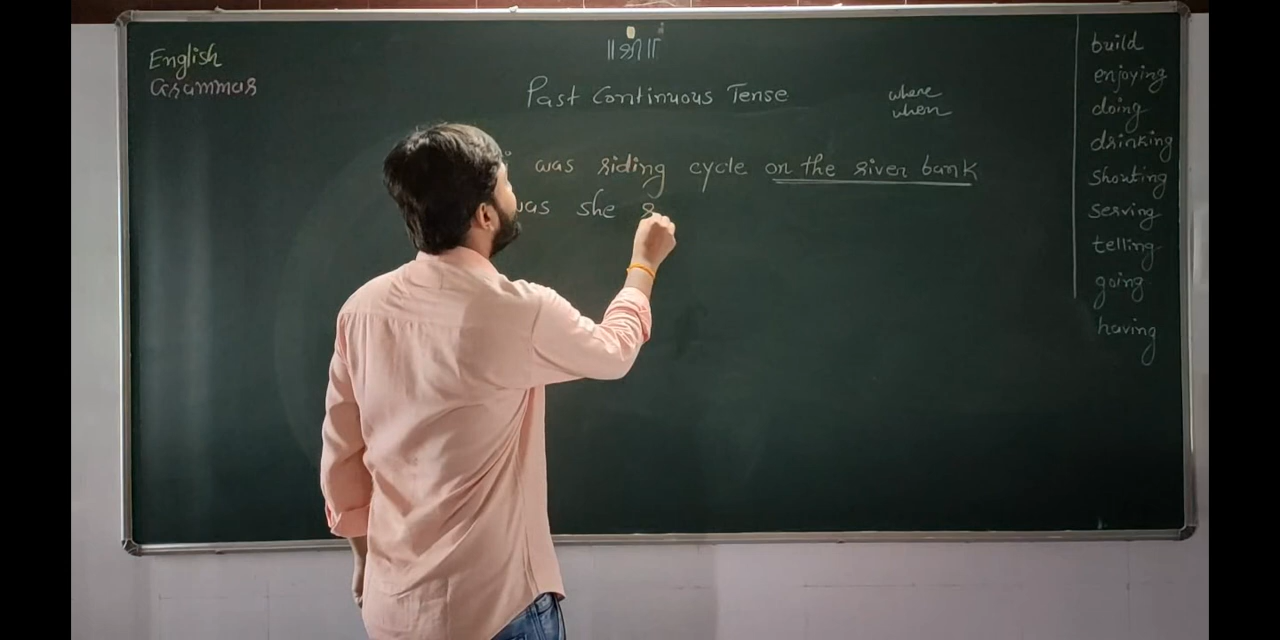 ॥श्री॥
English
Grammar
Past Continuous Tense
where
when
was riding cycle on the river bank
was she
build
enjoying
doing
drinking
shouting
serving
telling
going
having